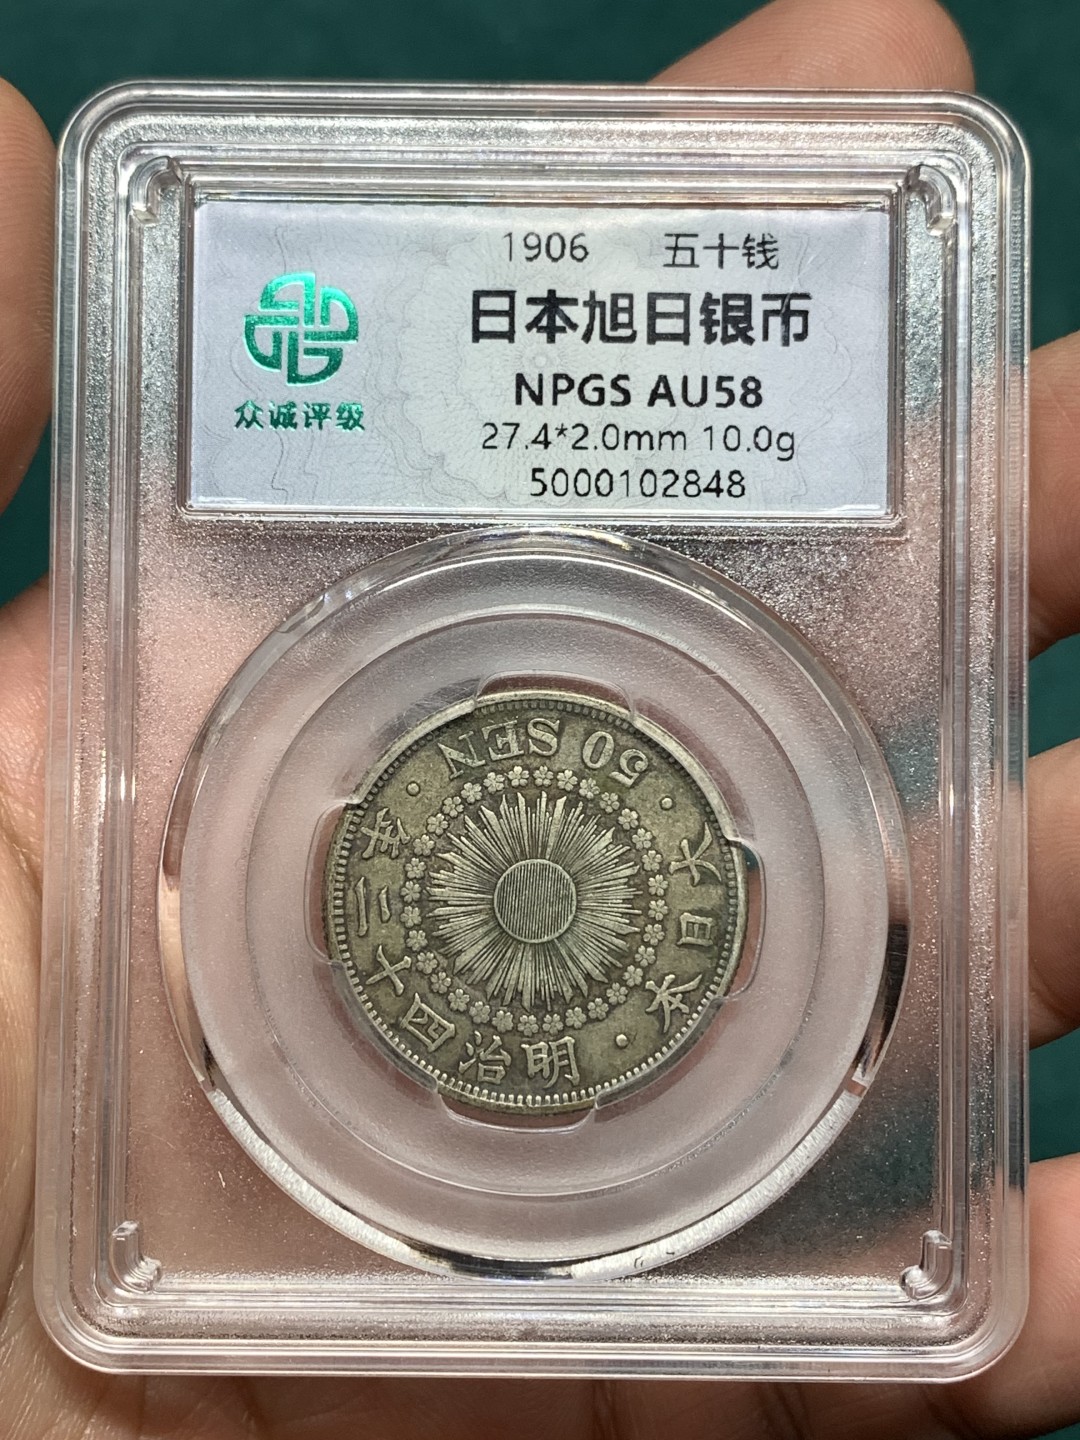 1906 五十钱
日本旭日银币
NPGS AU58
27.4*2.0mm 10.0g
5000102848
众诚评级
大日本 · 明治四十二年 · 50 SEN ·